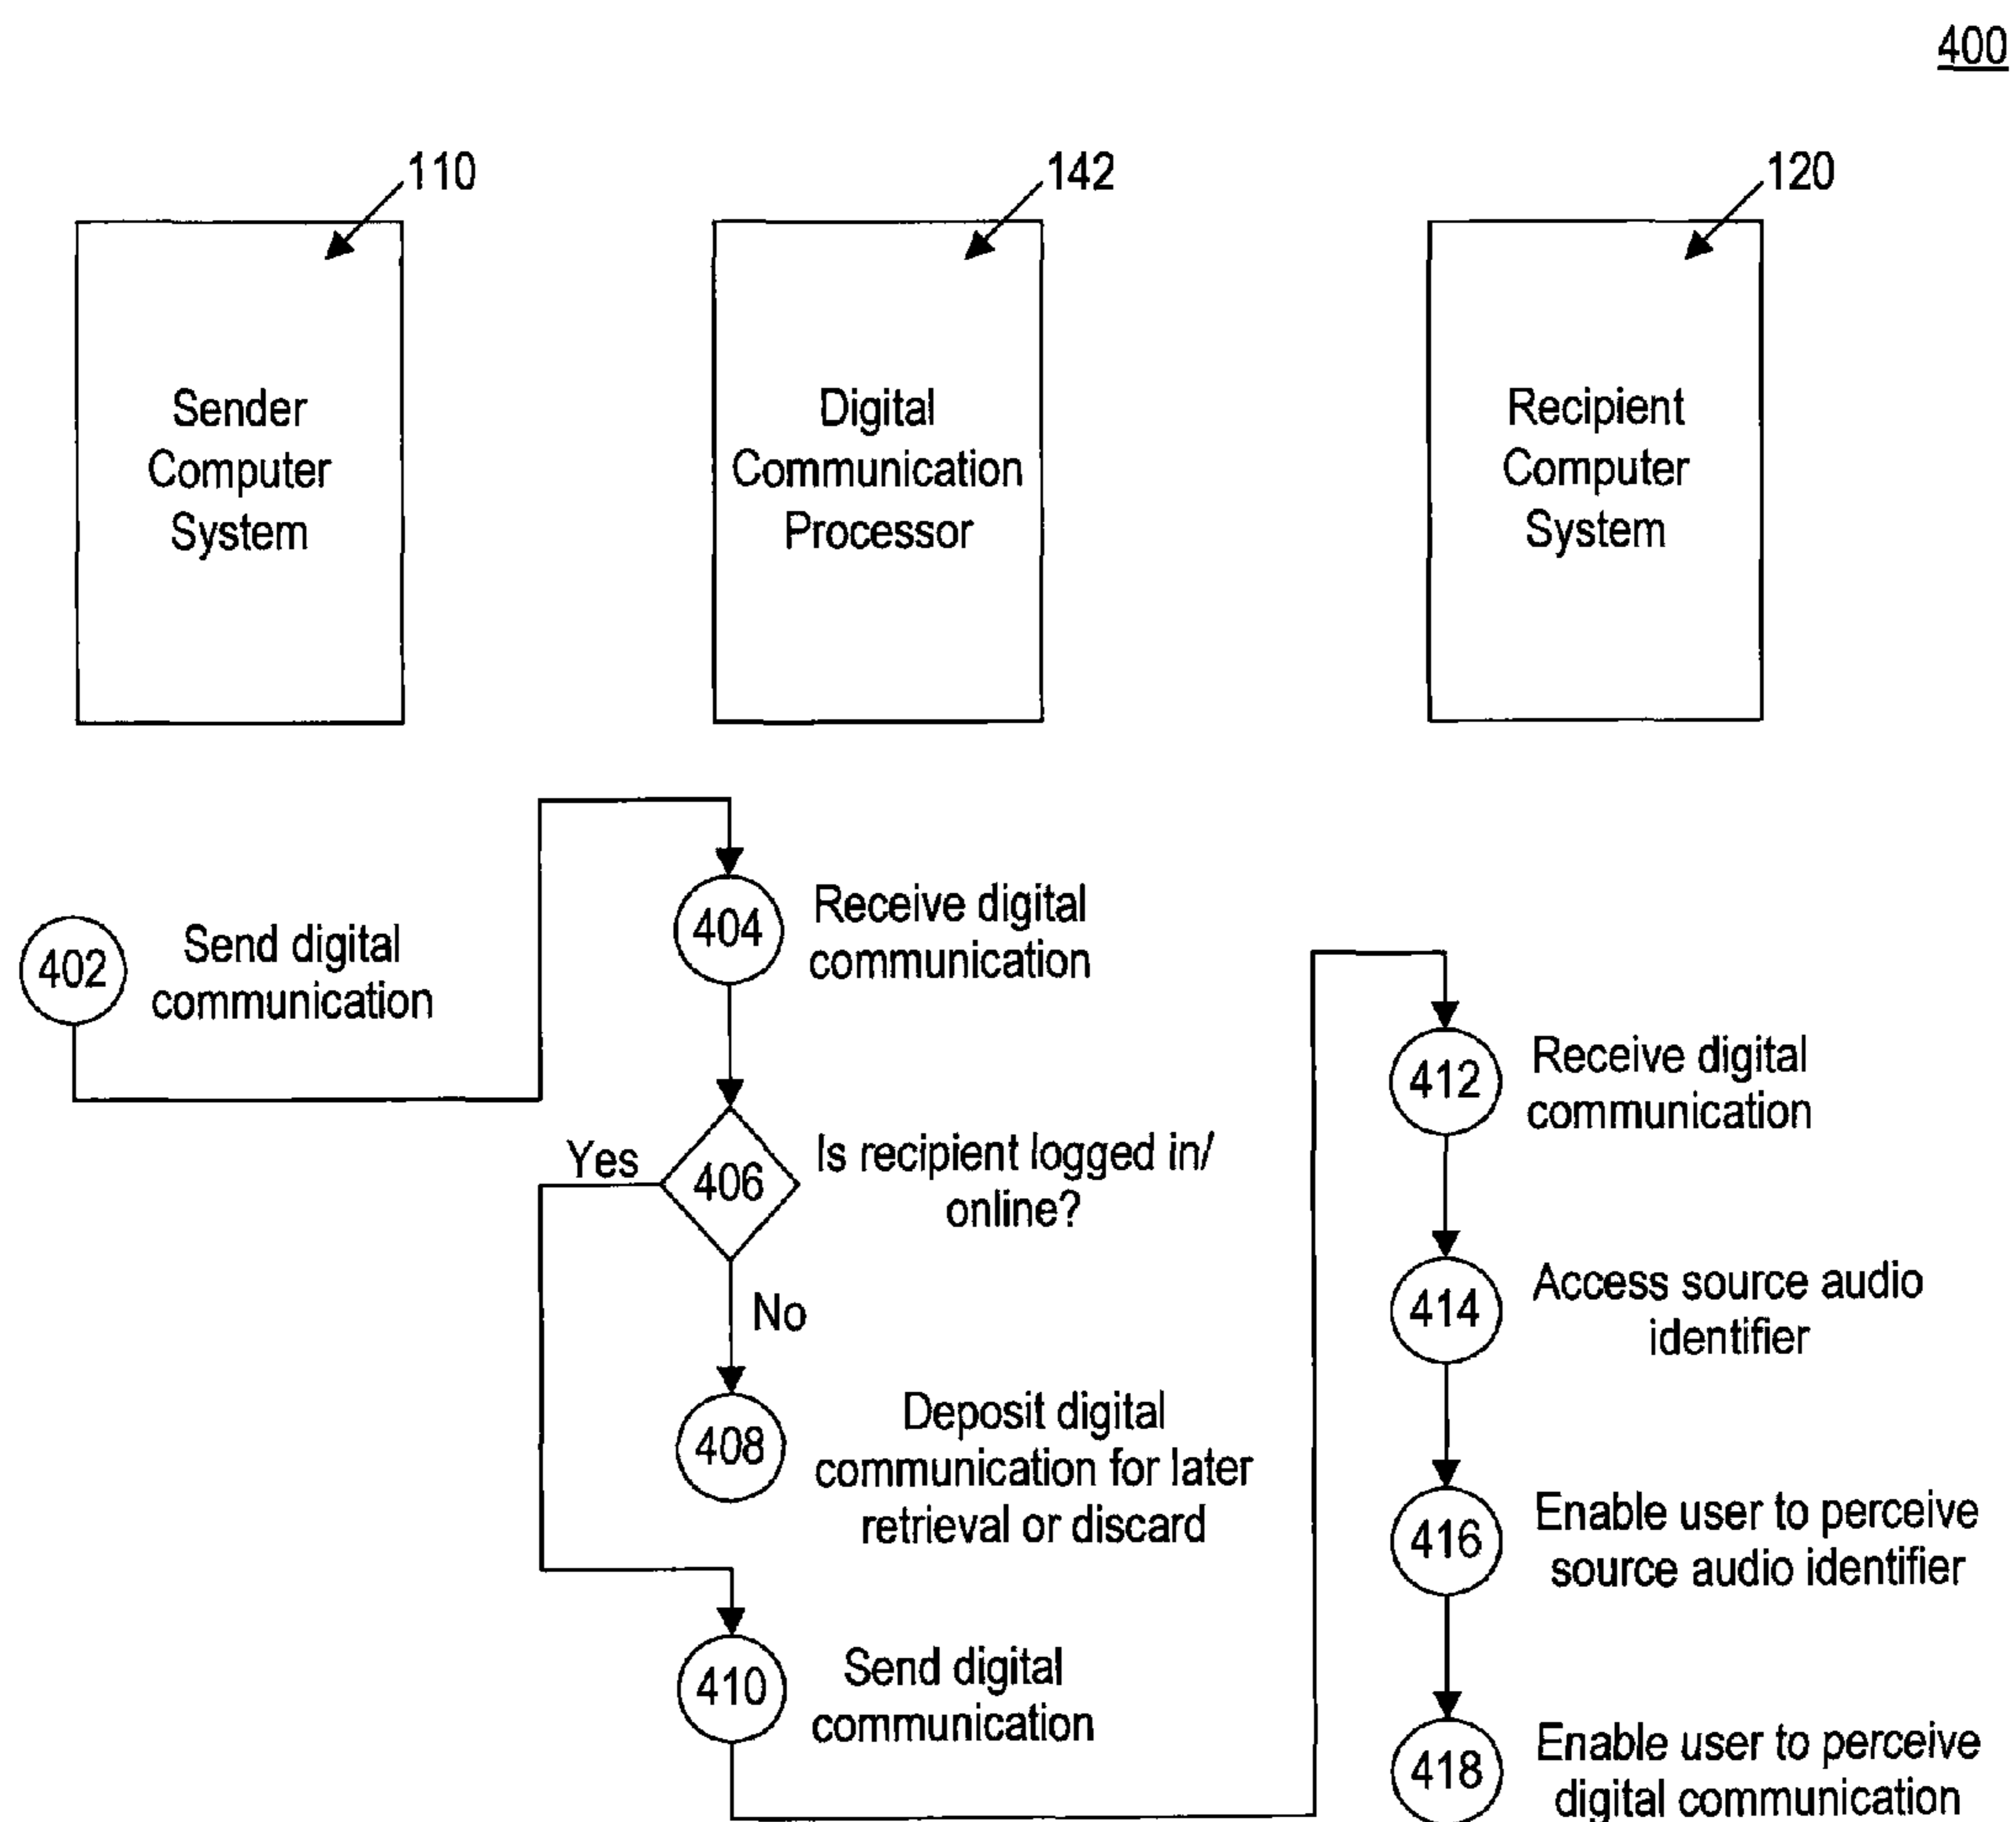 400
110
142
120
Sender
Computer
System
Digital
Communication
Processor
Recipient
Computer
System
402
Send digital
communication
404
Receive digital
communication
406
Is recipient logged in/
online?
Yes
No
408
Deposit digital
communication for later
retrieval or discard
410
Send digital
communication
412
Receive digital
communication
414
Access source audio
identifier
416
Enable user to perceive
source audio identifier
418
Enable user to perceive
digital communication